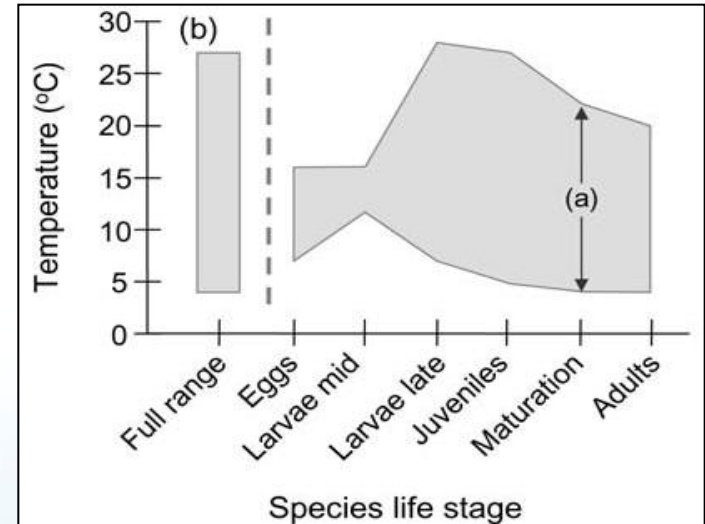 (b)
Temperature (ºC)
30
25
20
15
10
5
0
(a)
Full range
Eggs
Larvae mid
Larvae late
Juveniles
Maturation
Adults
Species life stage